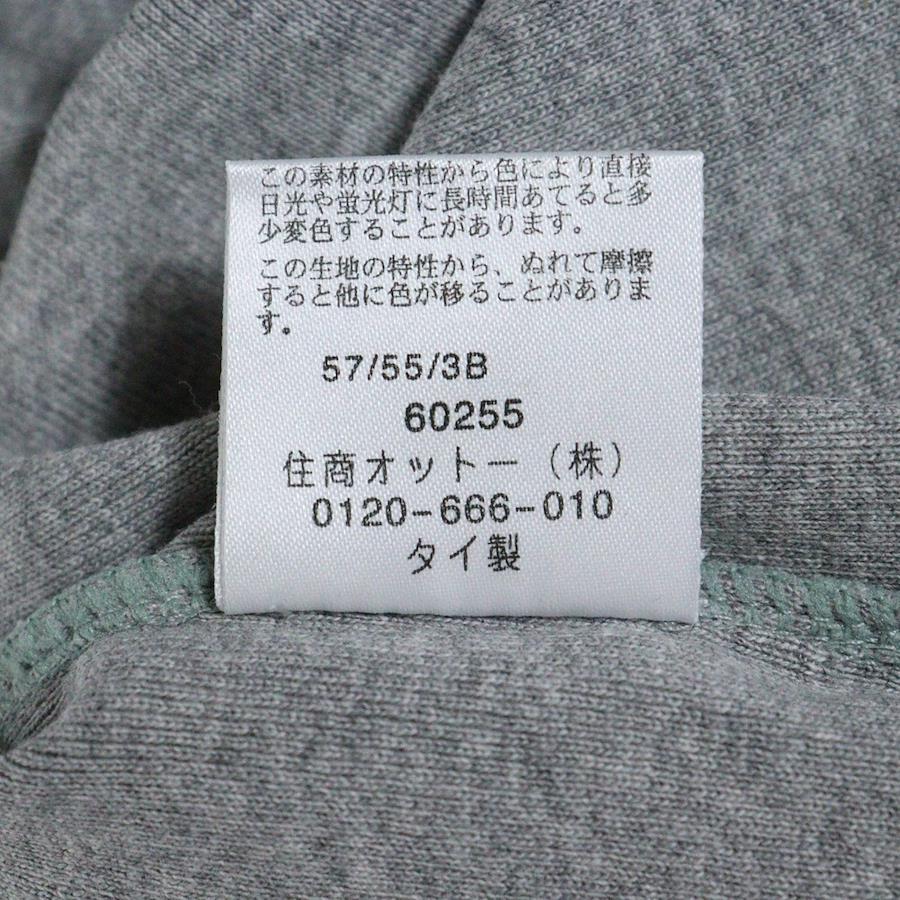 この素材の特性から色により直接
日光や蛍光灯に長時間あてると多
少変色することがあります。
この生地の特性から、ぬれて摩擦
すると他に色が移ることがありま
す。
57/55/3B
60255
住商オットー（株）
0120-666-010
タイ製